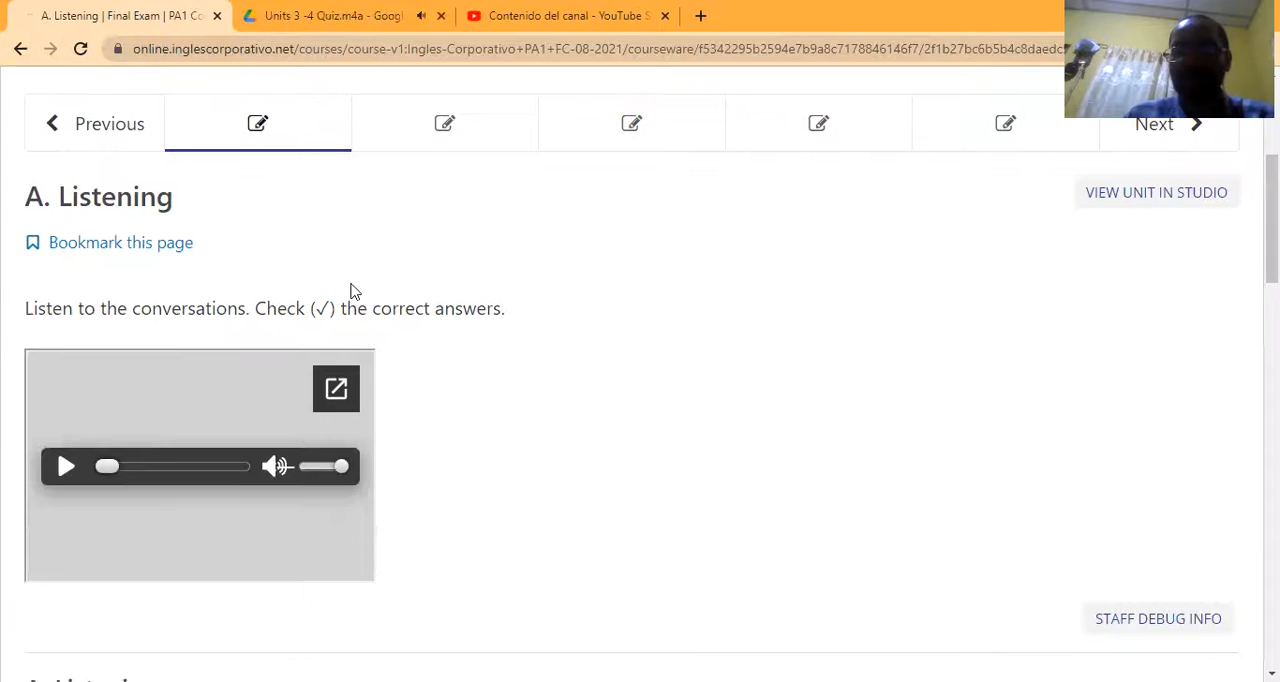 A. Listening | Final Exam | PA1 Co
Units 3 -4 Quiz.m4a - Googl
Contenido del canal - YouTube S
online.inglescorporativo.net/courses/course-v1:Ingles-Corporativo+PA1+FC-08-2021/courseware/f5342295b2594e7b9a8c7178846146f7/2f1b27bc6b5b4c8daedc
Previous
Next
A. Listening
VIEW UNIT IN STUDIO
Bookmark this page
Listen to the conversations. Check (✓) the correct answers.
STAFF DEBUG INFO